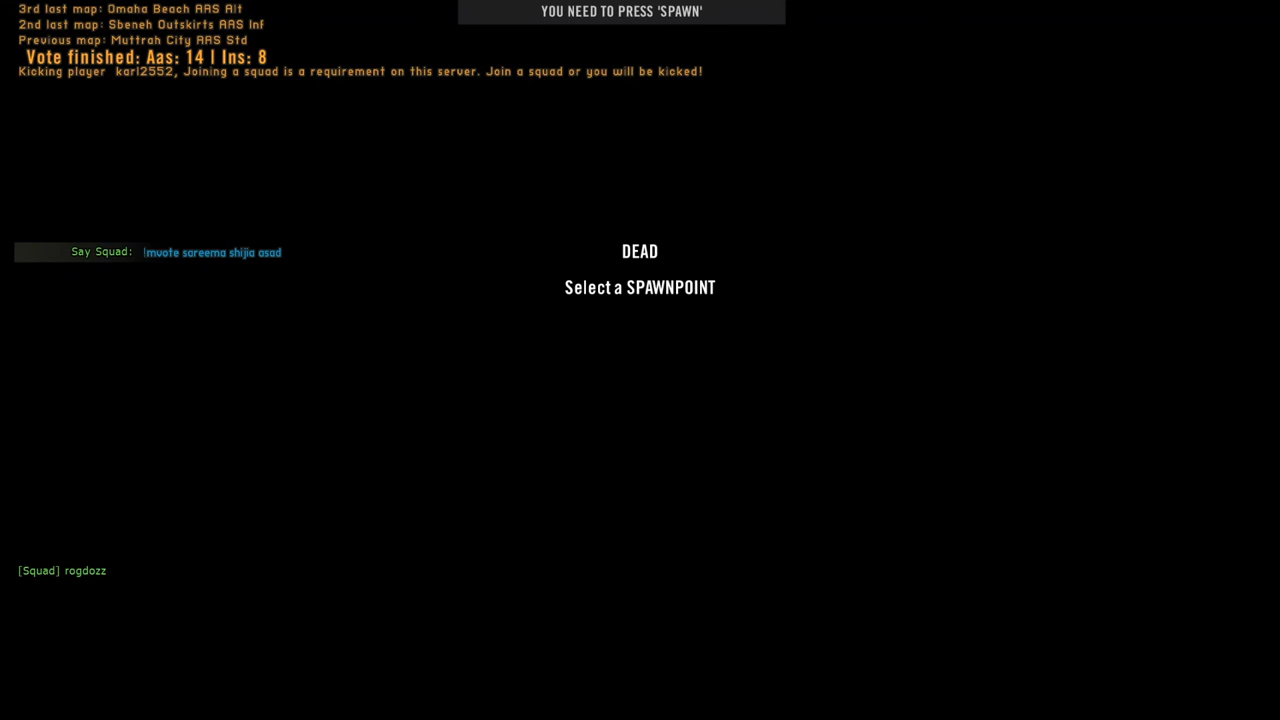 3rd last map: Omaha Beach AAS Alt
YOU NEED TO PRESS 'SPAWN'
2nd last map: Sbeneh Outskirts AAS Inf
Previous map: Muttrah City AAS Std
Vote finished: Aas: 14 | Ins: 8
Kicking player karl2552, Joining a squad is a requirement on this server. Join a squad or you will be kicked!
Say Squad: !mvote sareema shijia asad
DEAD
Select a SPAWNPOINT
[Squad] rogdozz